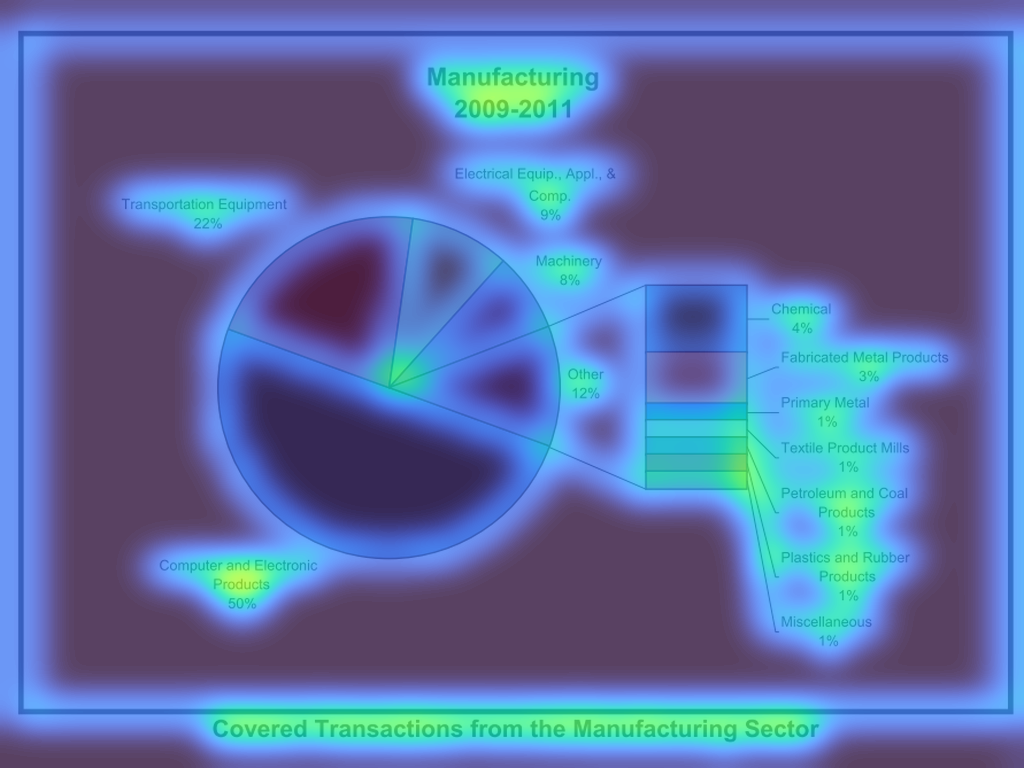 Manufacturing
2009-2011
Electrical Equip., Appl., &
Comp.
9%
Transportation Equipment
22%
Machinery
8%
Chemical
4%
Fabricated Metal Products
3%
Other
12%
Primary Metal
1%
Textile Product Mills
1%
Petroleum and Coal
Products
1%
Plastics and Rubber
Products
1%
Computer and Electronic
Products
50%
Miscellaneous
1%
Covered Transactions from the Manufacturing Sector